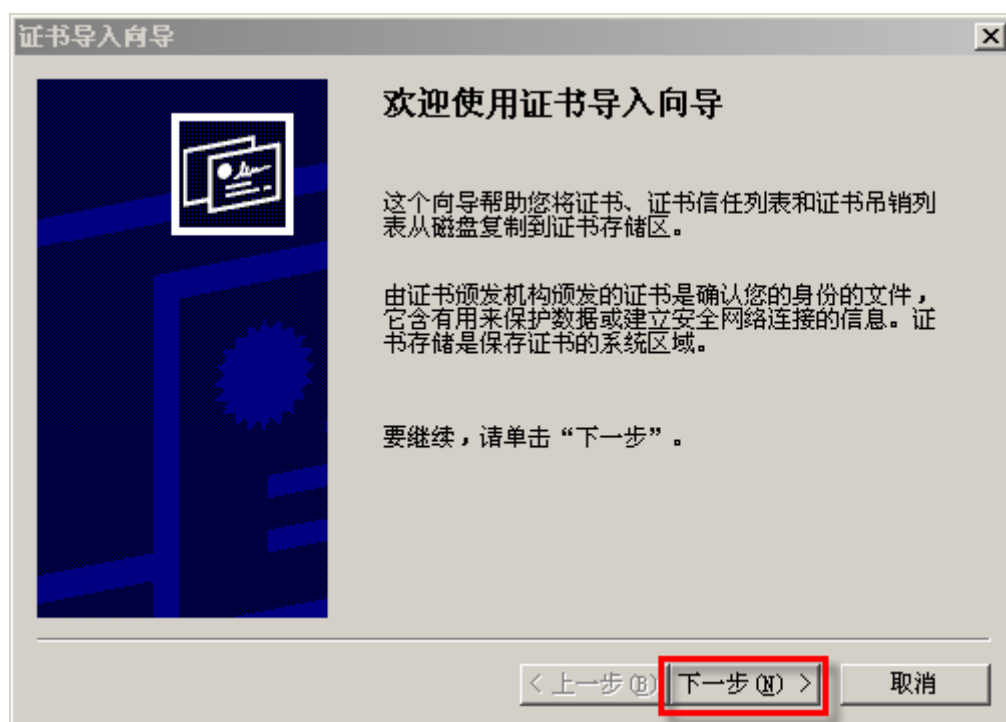 证书导入向导
欢迎使用证书导入向导
这个向导帮助您将证书、证书信任列表和证书吊销列
表从磁盘复制到证书存储区。
由证书颁发机构颁发的证书是确认您的身份的文件，
它含有用来保护数据或建立安全网络连接的信息。证
书存储是保存证书的系统区域。
要继续，请单击“下一步”。
< 上一步(B) 下一步(N) > 取消